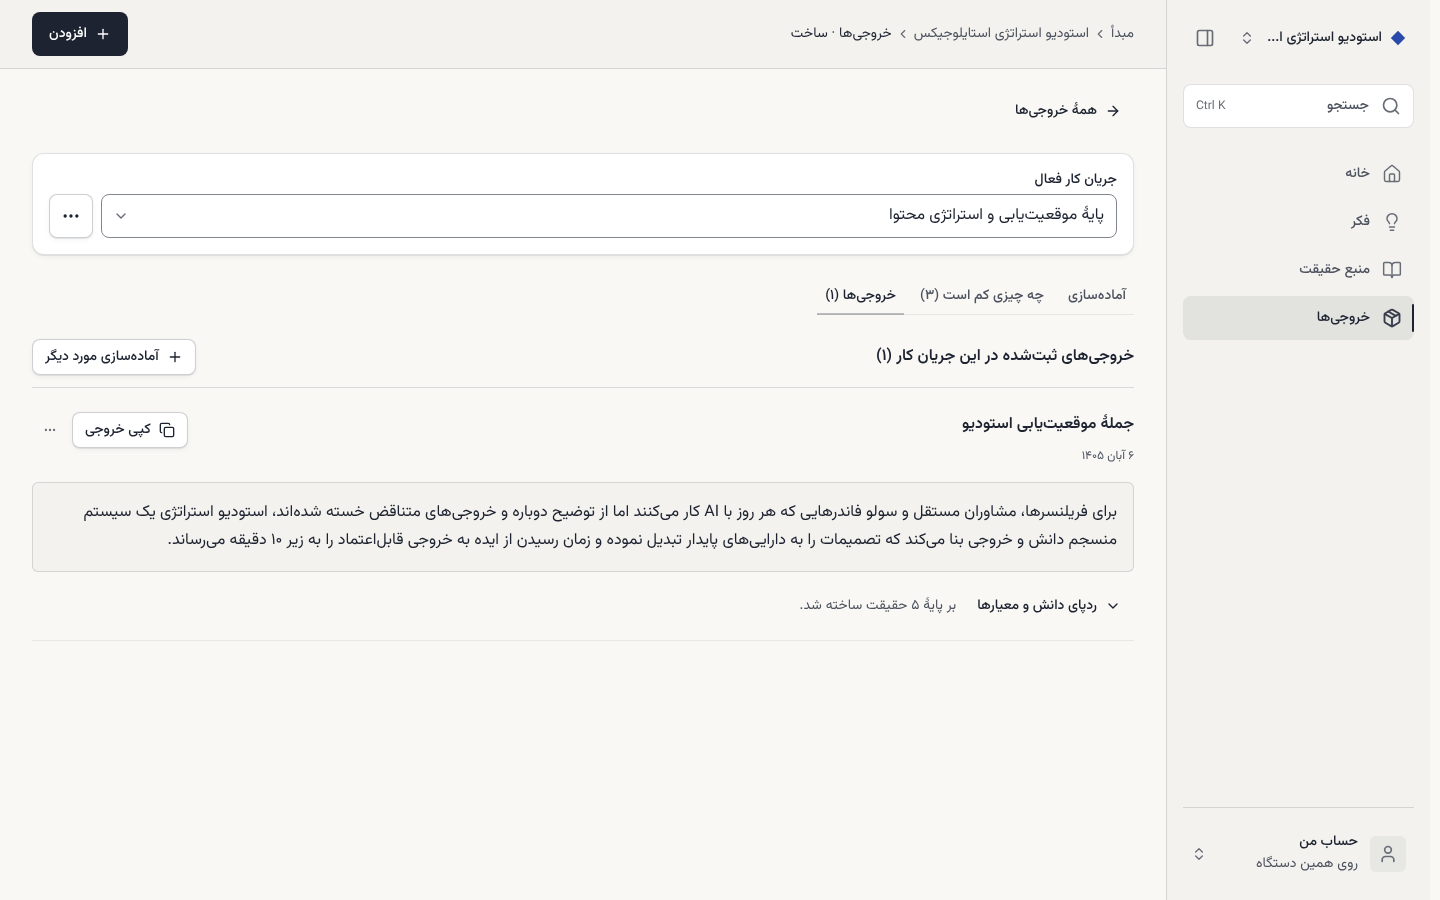 استودیو استراتژی ا...
جستجو
Ctrl K
خانه
فکر
منبع حقیقت
خروجی‌ها
حساب من
روی همین دستگاه
مبدأ › استودیو استراتژی استایلوجیکس › خروجی‌ها · ساخت
افزودن
همهٔ خروجی‌ها
جریان کار فعال
پایهٔ موقعیت‌یابی و استراتژی محتوا
آماده‌سازی
چه چیزی کم است (۳)
خروجی‌ها (۱)
خروجی‌های ثبت‌شده در این جریان کار (۱)
آماده‌سازی مورد دیگر
جملهٔ موقعیت‌یابی استودیو
کپی خروجی
۶ آبان ۱۴۰۵
برای فریلنسرها، مشاوران مستقل و سولو فاندرهایی که هر روز با AI کار می‌کنند اما از توضیح دوباره و خروجی‌های متناقض خسته شده‌اند، استودیو استراتژی یک سیستم
منسجم دانش و خروجی بنا می‌کند که تصمیمات را به دارایی‌های پایدار تبدیل نموده و زمان رسیدن از ایده به خروجی قابل‌اعتماد را به زیر ۱۰ دقیقه می‌رساند.
ردپای دانش و معیارها
بر پایهٔ ۵ حقیقت ساخته شد.